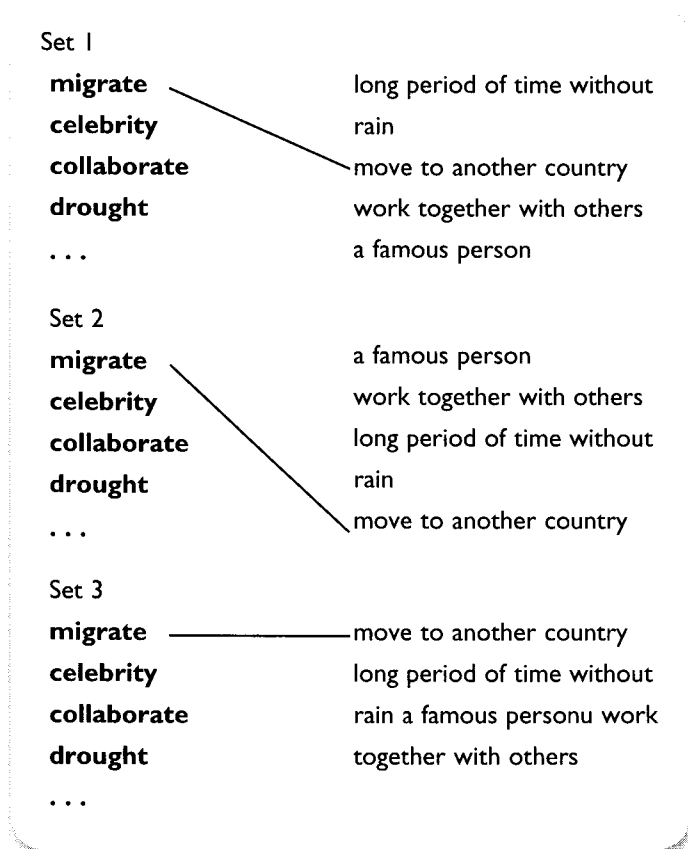 Set 1
migrate long period of time without
celebrity rain
collaborate move to another country
drought work together with others
. . . a famous person
Set 2
migrate a famous person
celebrity work together with others
collaborate long period of time without
drought rain
. . . move to another country
Set 3
migrate move to another country
celebrity long period of time without
collaborate rain a famous personu work
drought together with others
. . .